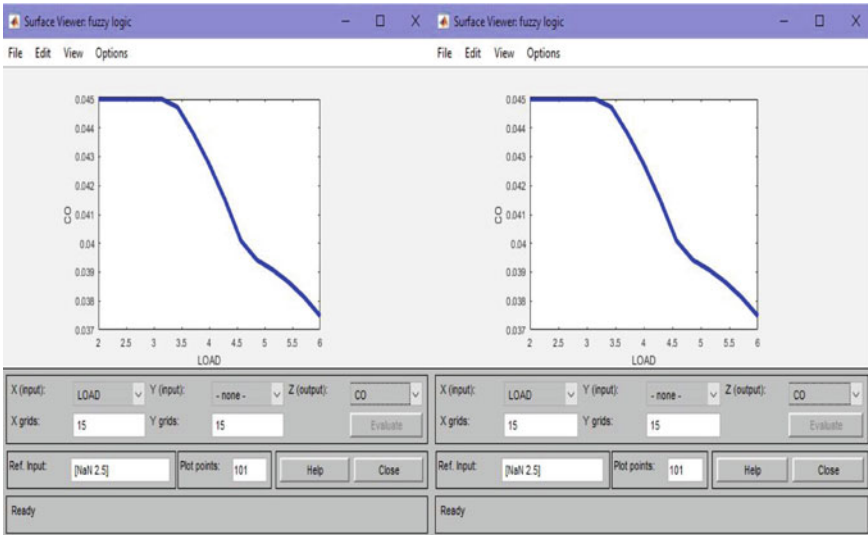 Surface Viewer: fuzzy logic
File Edit View Options
0.045
0.044
0.043
0.042
0.041
0.04
0.039
0.038
0.037
CO
2 2.5 3 3.5 4 4.5 5 5.5 6
LOAD
X (input): LOAD Y (input): - none - Z (output): CO
X grids: 15 Y grids: 15 Evaluate
Ref. Input: [NaN 2.5] Plot points: 101 Help Close
Ready
Surface Viewer: fuzzy logic
File Edit View Options
0.045
0.044
0.043
0.042
0.041
0.04
0.039
0.038
0.037
CO
2 2.5 3 3.5 4 4.5 5 5.5 6
LOAD
X (input): LOAD Y (input): - none - Z (output): CO
X grids: 15 Y grids: 15 Evaluate
Ref. Input: [NaN 2.5] Plot points: 101 Help Close
Ready